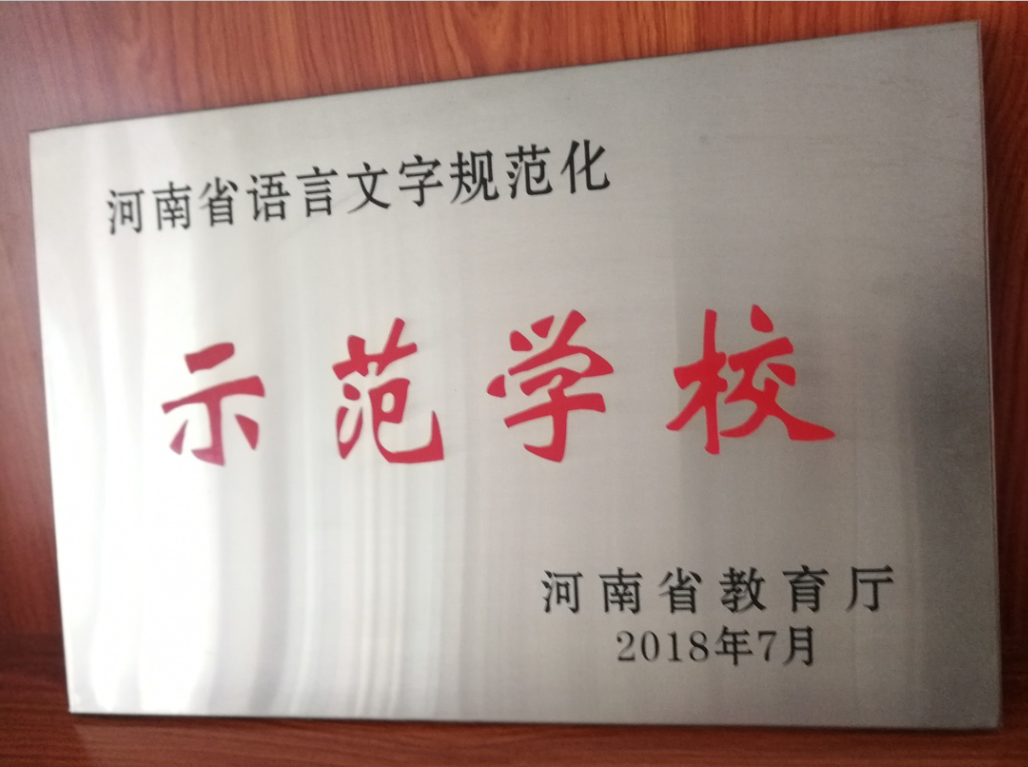 河南省语言文字规范化
示范学校
河南省教育厅
2018年7月